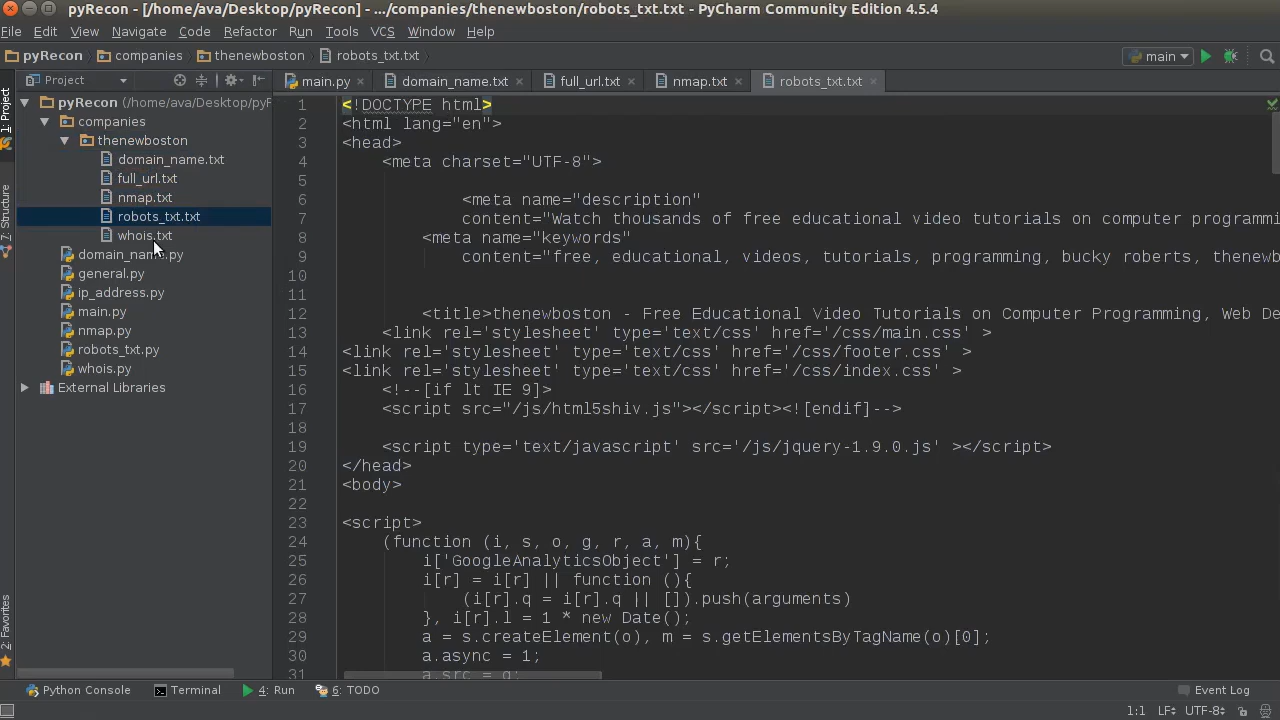 pyRecon - [/home/ava/Desktop/pyRecon] - .../companies/thenewboston/robots_txt.txt - PyCharm Community Edition 4.5.4
File Edit View Navigate Code Refactor Run Tools VCS Window Help
pyRecon companies thenewboston robots_txt.txt main
Project main.py domain_name.txt full_url.txt nmap.txt robots_txt.txt
1: Project
7: Structure
2: Favorites
pyRecon (/home/ava/Desktop/pyR
companies
thenewboston
domain_name.txt
full_url.txt
nmap.txt
robots_txt.txt
whois.txt
domain_name.py
general.py
ip_address.py
main.py
nmap.py
robots_txt.py
whois.py
External Libraries
1 <!DOCTYPE html>
2 <html lang="en">
3 <head>
4 <meta charset="UTF-8">
5
6 <meta name="description"
7 content="Watch thousands of free educational video tutorials on computer programmi
8 <meta name="keywords"
9 content="free, educational, videos, tutorials, programming, bucky roberts, thenewb
10
11
12 <title>thenewboston - Free Educational Video Tutorials on Computer Programming, Web De
13 <link rel='stylesheet' type='text/css' href='/css/main.css' >
14 <link rel='stylesheet' type='text/css' href='/css/footer.css' >
15 <link rel='stylesheet' type='text/css' href='/css/index.css' >
16 <!--[if lt IE 9]>
17 <script src="/js/html5shiv.js"></script><![endif]-->
18
19 <script type='text/javascript' src='/js/jquery-1.9.0.js' ></script>
20 </head>
21 <body>
22
23 <script>
24 (function (i, s, o, g, r, a, m){
25 i['GoogleAnalyticsObject'] = r;
26 i[r] = i[r] || function (){
27 (i[r].q = i[r].q || []).push(arguments)
28 }, i[r].l = 1 * new Date();
29 a = s.createElement(o), m = s.getElementsByTagName(o)[0];
30 a.async = 1;
31 a.src = g;
Python Console Terminal 4: Run 6: TODO Event Log
1:1 LF UTF-8